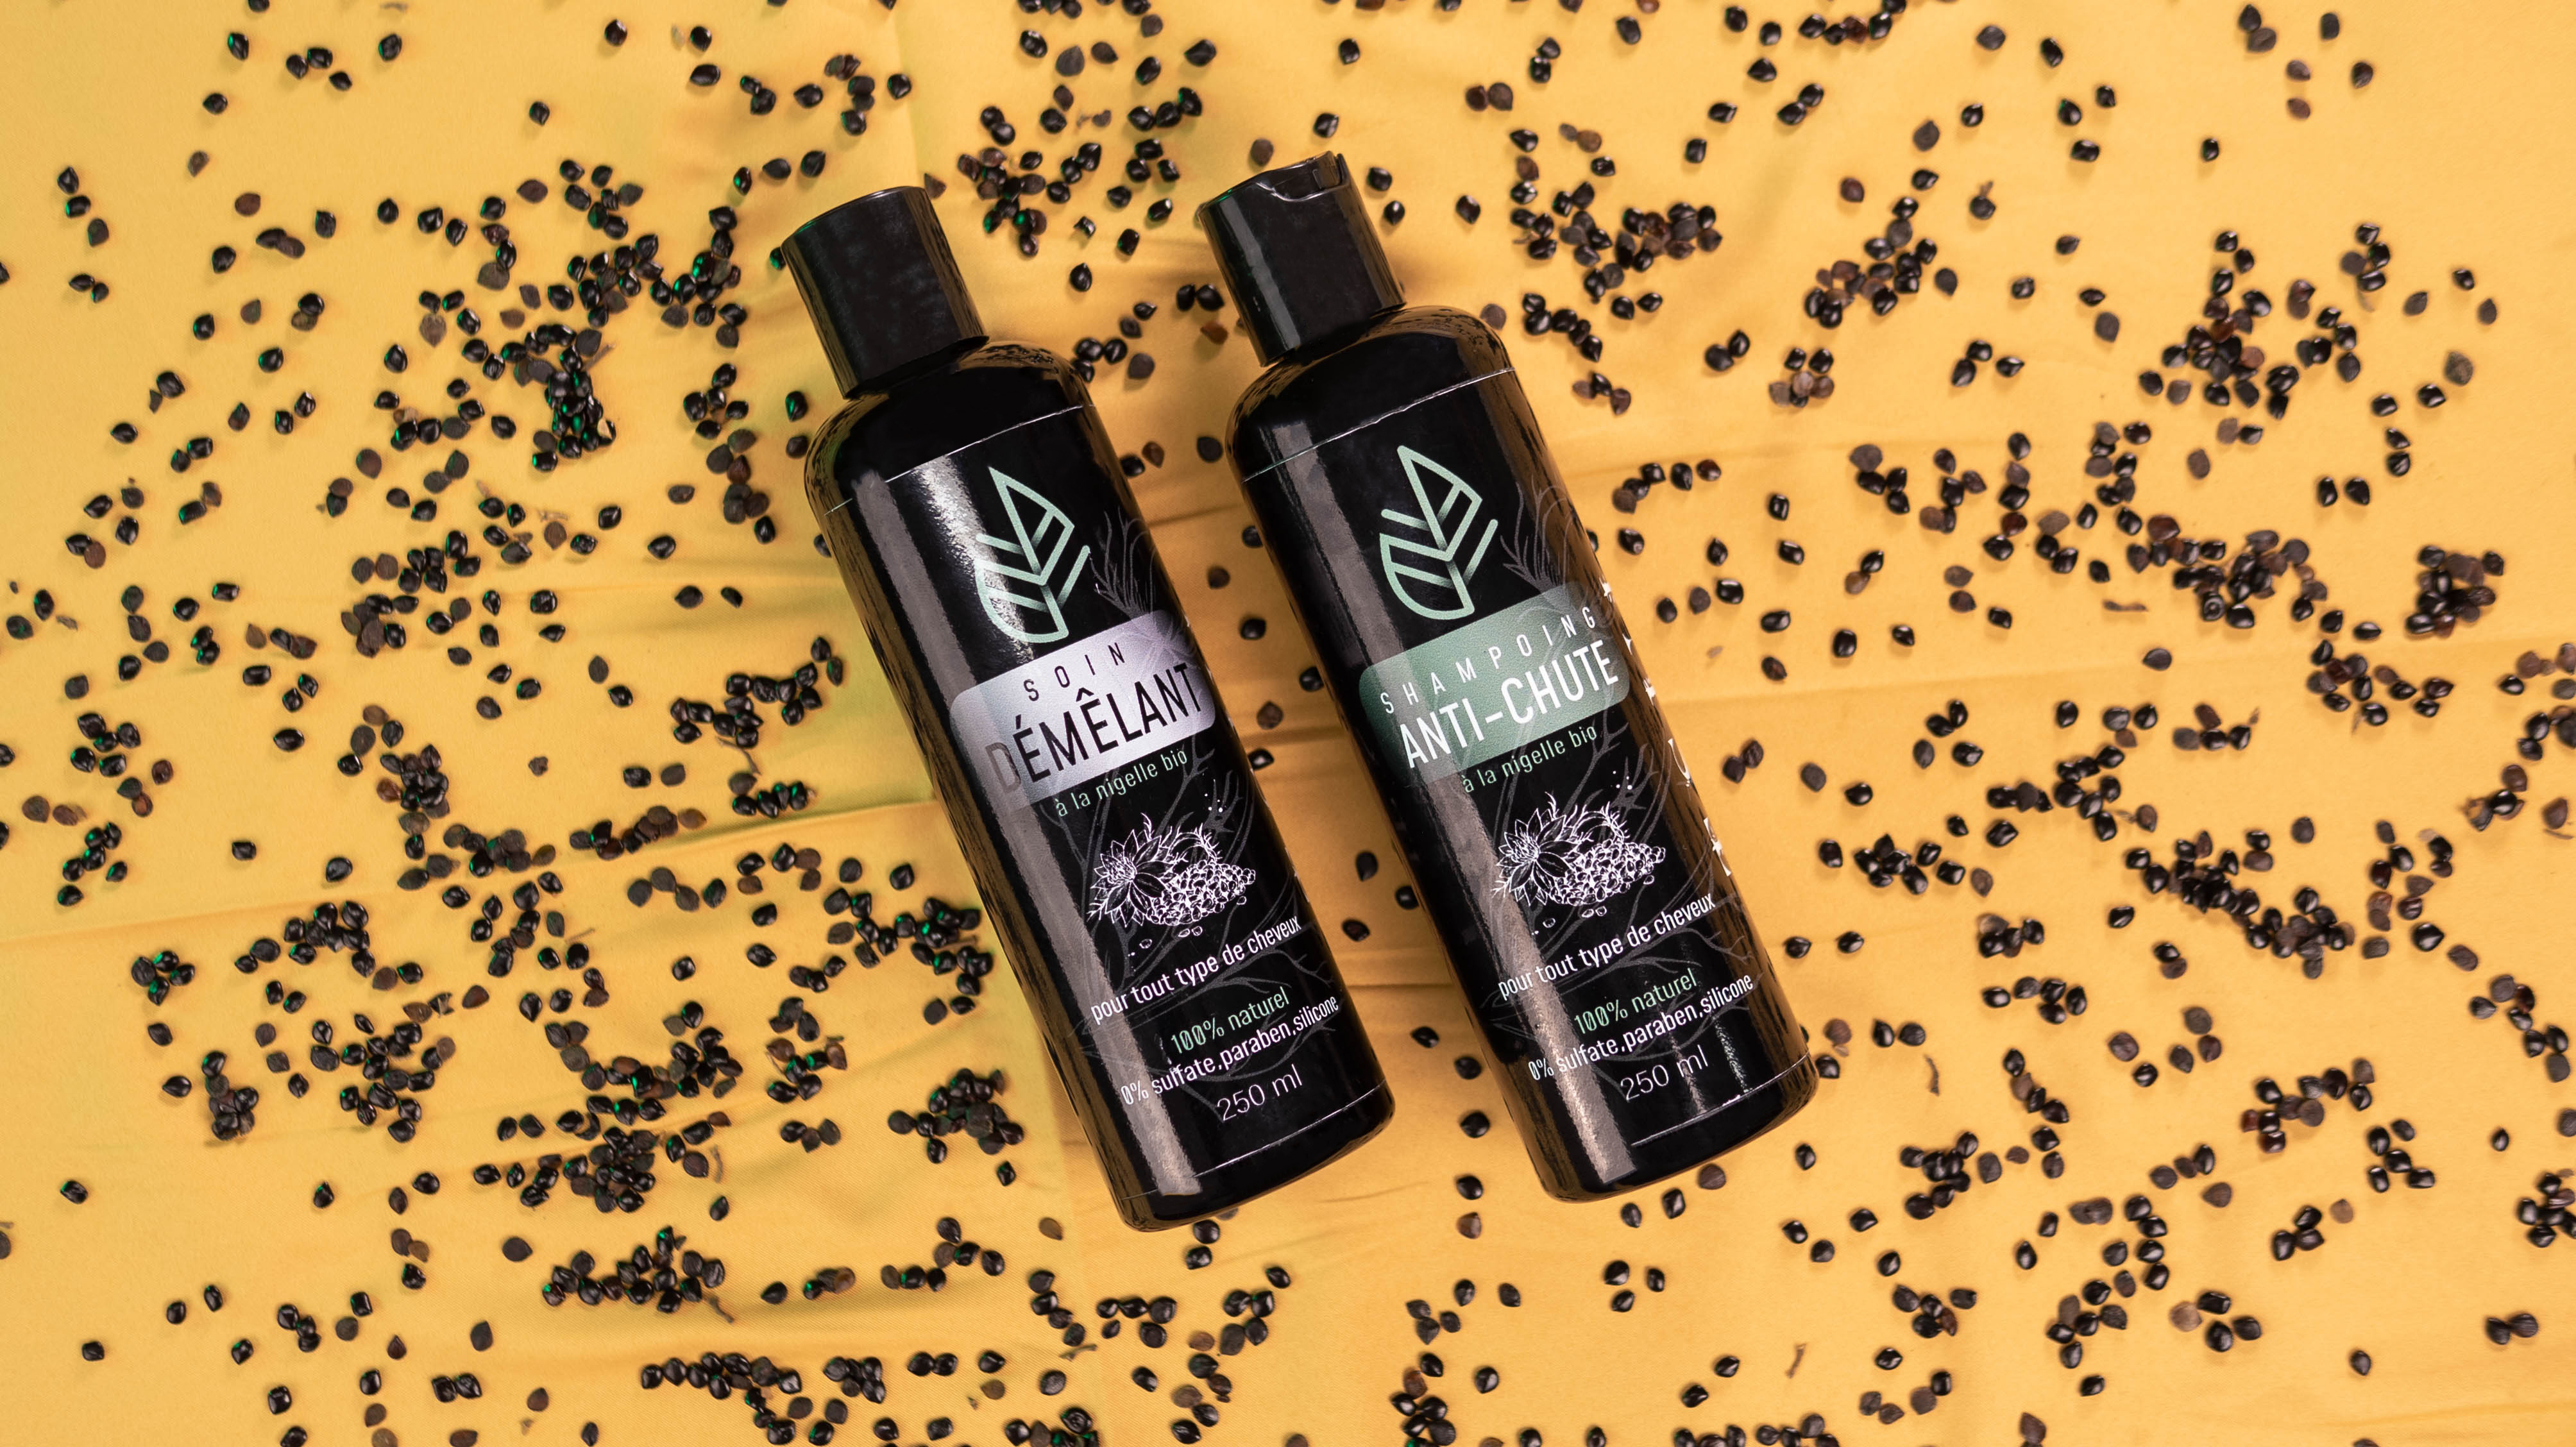 SOIN
DÉMÊLANT
à la nigelle bio
pour tout type de cheveux
100% naturel
0% sulfate,paraben,silicone
250 ml
SHAMPOING
ANTI-CHUTE
à la nigelle bio
pour tout type de cheveux
100% naturel
0% sulfate,paraben,silicone
250 ml